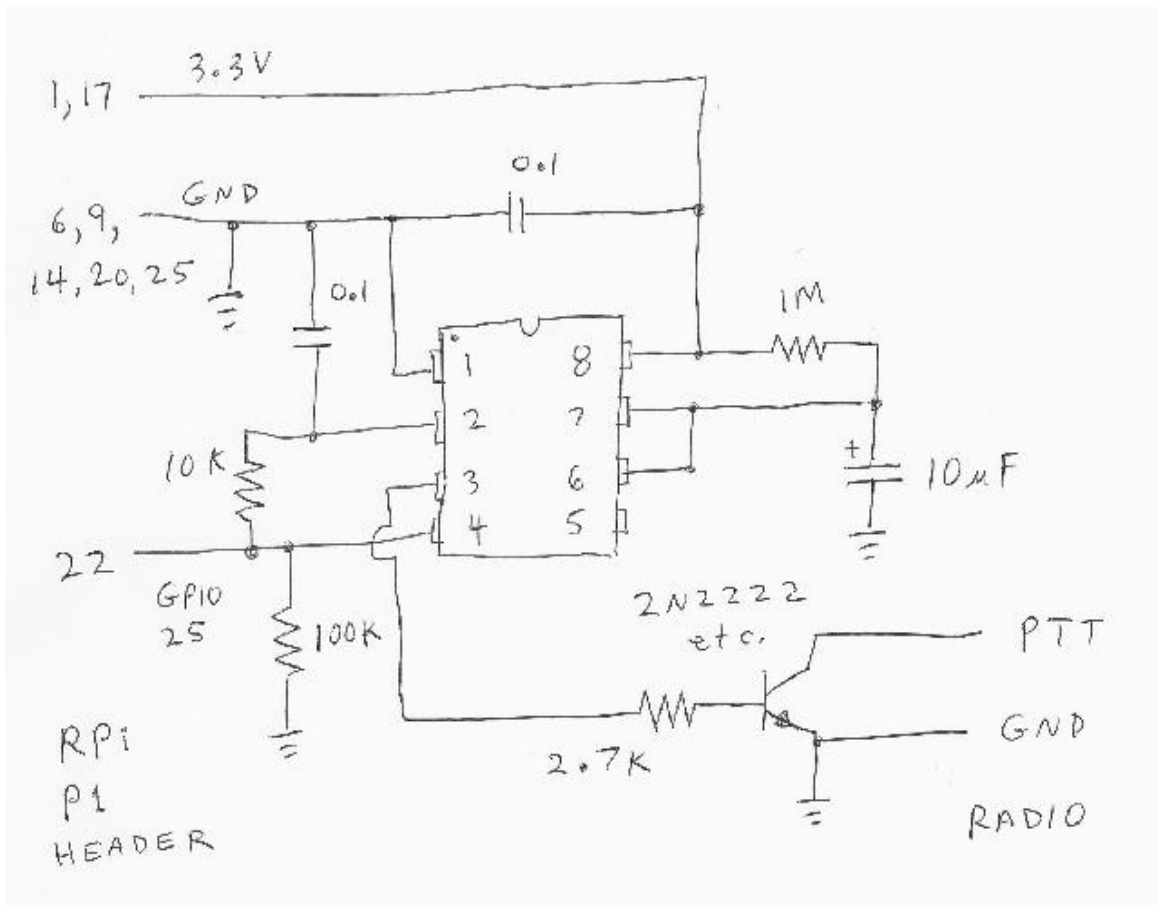 3.3V
1,17
GND
0.1
6,9,
14,20,25
0.1
1M
1
8
2
7
10K
3
6
10µF
4
5
22
GPIO
25
100K
2N2222
etc.
PTT
2.7K
GND
RPi
P1
HEADER
RADIO
+